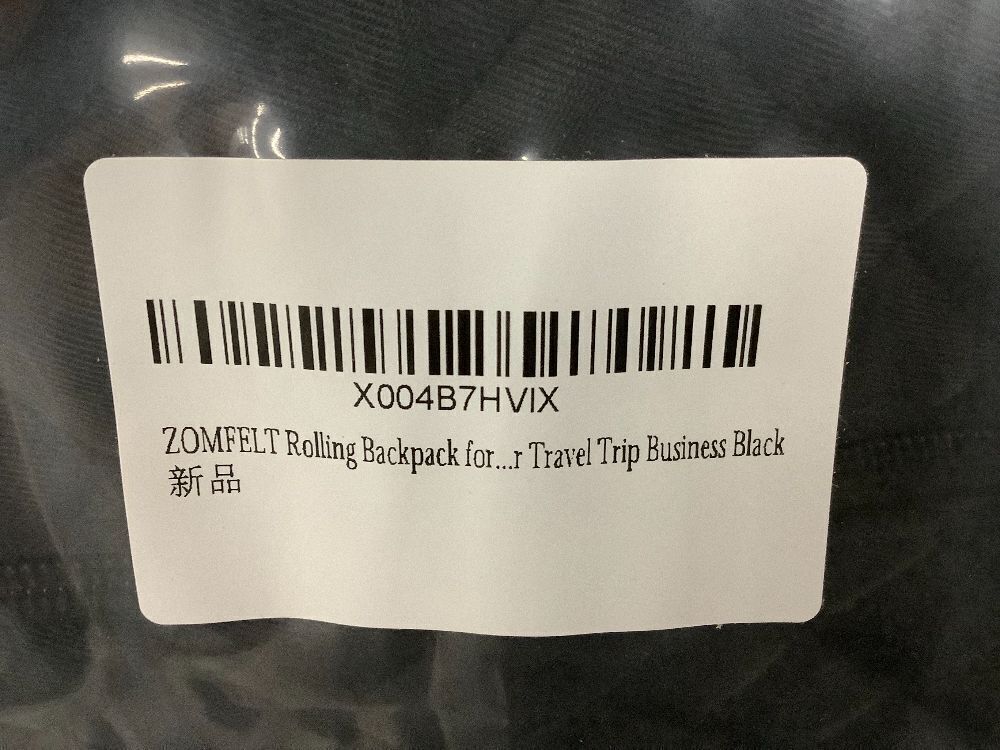 X004B7HVIX
ZOMFELT Rolling Backpack for...r Travel Trip Business Black
新品